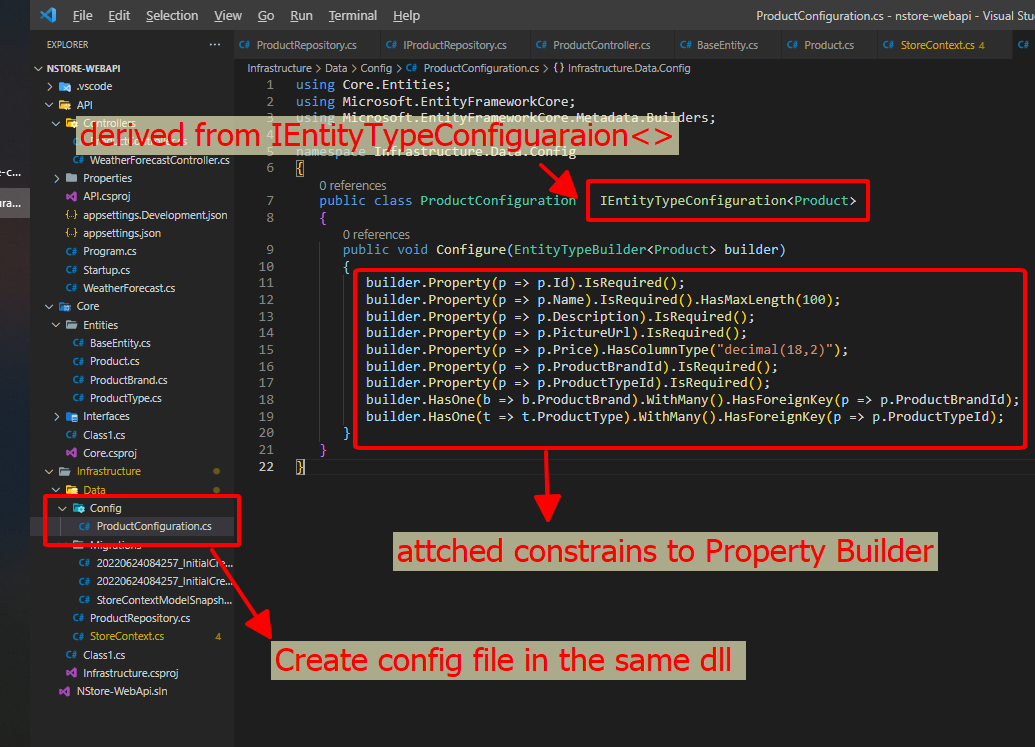 File Edit Selection View Go Run Terminal Help
ProductConfiguration.cs - nstore-webapi - Visual Stu
EXPLORER ···
C# ProductRepository.cs C# IProductRepository.cs C# ProductController.cs C# BaseEntity.cs C# Product.cs C# StoreContext.cs 4 C#
Infrastructure > Data > Config > C# ProductConfiguration.cs > {} Infrastructure.Data.Config
NSTORE-WEBAPI
.vscode
API
Controllers
C# WeatherForecastController.cs
Properties
API.csproj
{..} appsettings.Development.json
{..} appsettings.json
C# Program.cs
C# Startup.cs
C# WeatherForecast.cs
Core
Entities
C# BaseEntity.cs
C# Product.cs
C# ProductBrand.cs
C# ProductType.cs
Interfaces
C# Class1.cs
Core.csproj
Infrastructure
Data
Config
C# ProductConfiguration.cs
Migrations
C# 20220624084257_InitialCre...
C# 20220624084257_InitialCre...
C# StoreContextModelSnapsh...
C# ProductRepository.cs
C# StoreContext.cs 4
C# Class1.cs
Infrastructure.csproj
NStore-WebApi.sln
e-c...
ura...
1 using Core.Entities;
2 using Microsoft.EntityFrameworkCore;
3 using Microsoft.EntityFrameworkCore.Metadata.Builders;
derived from IEntityTypeConfiguaraion<>
namespace Infrastructure.Data.Config
6 {
0 references
7 public class ProductConfiguration IEntityTypeConfiguration<Product>
8 {
0 references
9 public void Configure(EntityTypeBuilder<Product> builder)
10 {
11 builder.Property(p => p.Id).IsRequired();
12 builder.Property(p => p.Name).IsRequired().HasMaxLength(100);
13 builder.Property(p => p.Description).IsRequired();
14 builder.Property(p => p.PictureUrl).IsRequired();
15 builder.Property(p => p.Price).HasColumnType("decimal(18,2)");
16 builder.Property(p => p.ProductBrandId).IsRequired();
17 builder.Property(p => p.ProductTypeId).IsRequired();
18 builder.HasOne(b => b.ProductBrand).WithMany().HasForeignKey(p => p.ProductBrandId);
19 builder.HasOne(t => t.ProductType).WithMany().HasForeignKey(p => p.ProductTypeId);
20 }
21 }
22 }
attched constrains to Property Builder
Create config file in the same dll